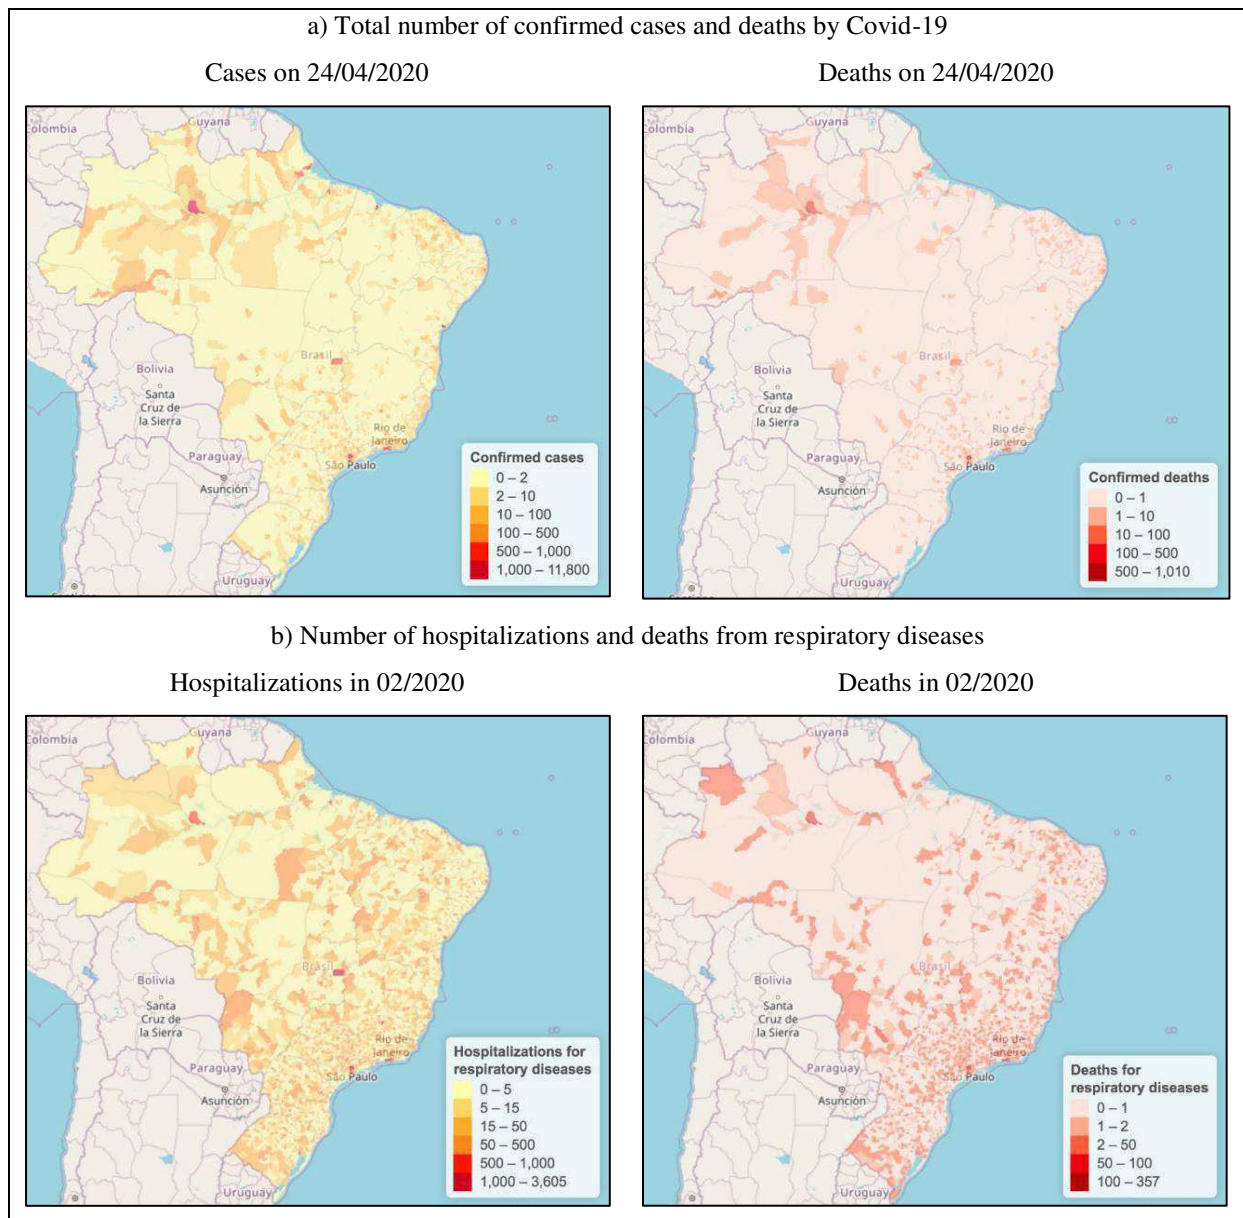 a) Total number of confirmed cases and deaths by Covid-19
Cases on 24/04/2020
Deaths on 24/04/2020
Colombia
Guyana
Brasil
Bolivia
Santa
Cruz de
la Sierra
Rio de
Janeiro
Paraguay
São Paulo
Asunción
Uruguay
Confirmed cases
0 – 2
2 – 10
10 – 100
100 – 500
500 – 1,000
1,000 – 11,800
Colombia
Guyana
Brasil
Bolivia
Santa
Cruz de
la Sierra
Rio de
Janeiro
Paraguay
São Paulo
Asunción
Uruguay
Confirmed deaths
0 – 1
1 – 10
10 – 100
100 – 500
500 – 1,010
b) Number of hospitalizations and deaths from respiratory diseases
Hospitalizations in 02/2020
Deaths in 02/2020
Colombia
Guyana
Brasil
Bolivia
Santa
Cruz de
la Sierra
Rio de
Janeiro
Paraguay
São Paulo
Asunción
Uruguay
Hospitalizations for
respiratory diseases
0 – 5
5 – 15
15 – 50
50 – 500
500 – 1,000
1,000 – 3,605
Colombia
Guyana
Brasil
Bolivia
Santa
Cruz de
la Sierra
Rio de
Janeiro
Paraguay
São Paulo
Asunción
Uruguay
Deaths for
respiratory diseases
0 – 1
1 – 2
2 – 50
50 – 100
100 – 357